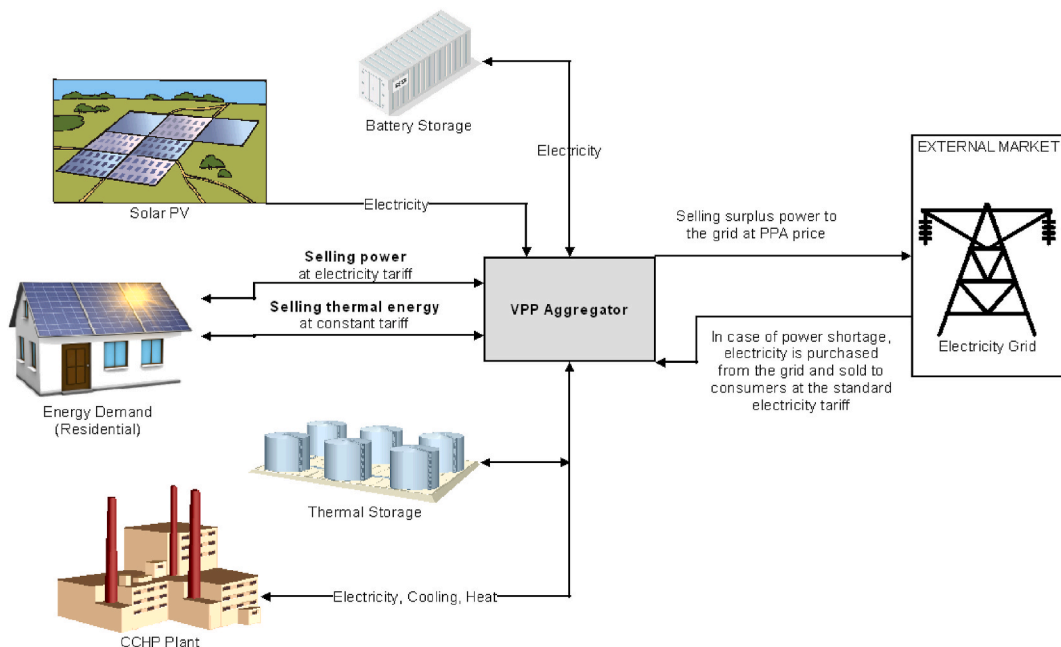 Battery Storage
Electricity
EXTERNAL MARKET
Solar PV
Electricity
Selling surplus power to
the grid at PPA price
Selling power
at electricity tariff
Selling thermal energy
at constant tariff
VPP Aggregator
In case of power shortage,
electricity is purchased
from the grid and sold to
consumers at the standard
electricity tariff
Electricity Grid
Energy Demand
(Residential)
Thermal Storage
Electricity, Cooling, Heat
CCHP Plant